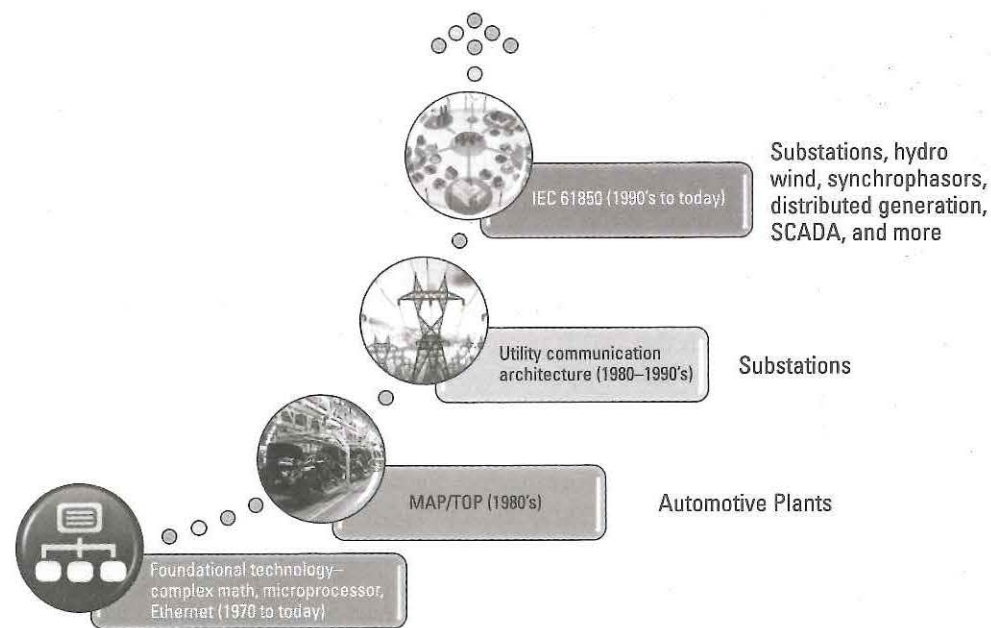 Substations, hydro
wind, synchrophasors,
distributed generation,
SCADA, and more
IEC 61850 (1990's to today)
Utility communication
architecture (1980–1990's)
Substations
MAP/TOP (1980's)
Automotive Plants
Foundational technology–
complex math, microprocessor,
Ethernet (1970 to today)